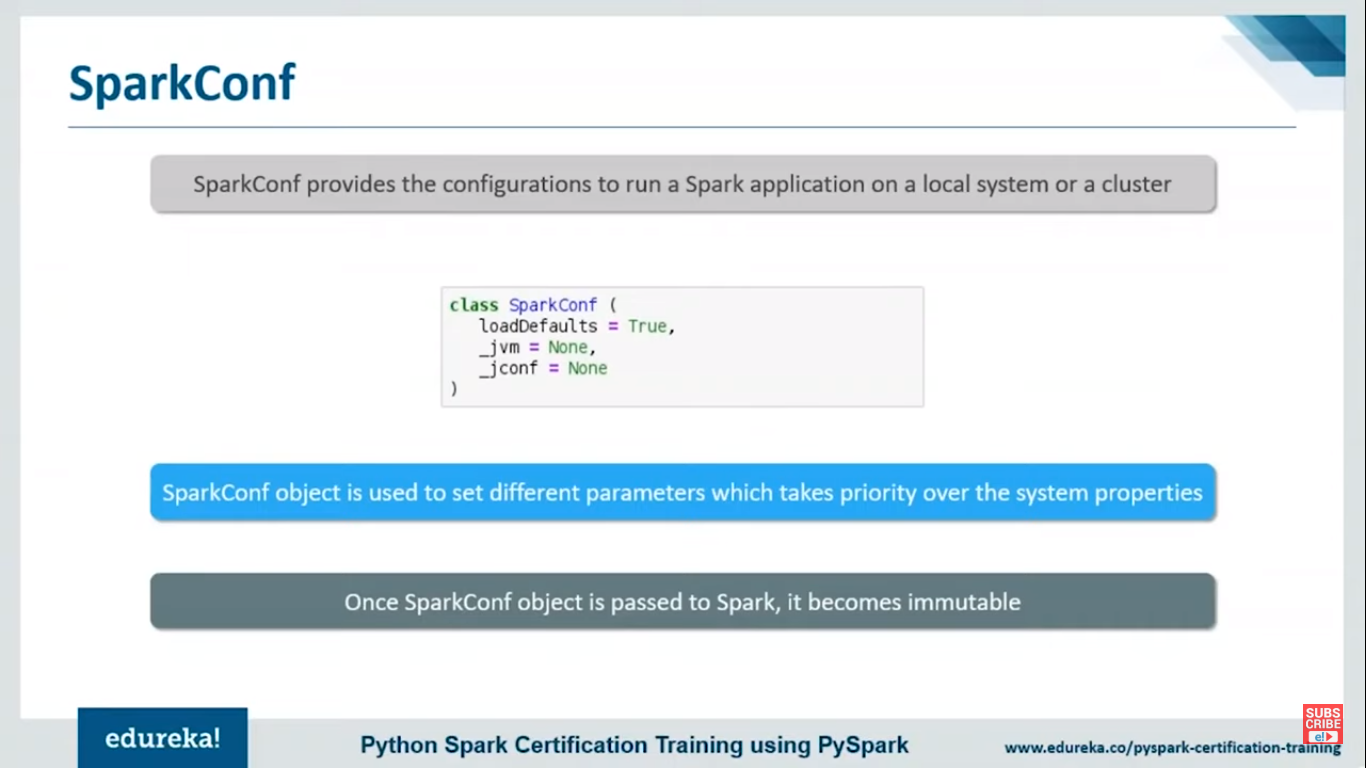 SparkConf
SparkConf provides the configurations to run a Spark application on a local system or a cluster
class SparkConf (
loadDefaults = True,
_jvm = None,
_jconf = None
)
SparkConf object is used to set different parameters which takes priority over the system properties
Once SparkConf object is passed to Spark, it becomes immutable
edureka!
Python Spark Certification Training using PySpark
www.edureka.co/pyspark-certification-training
SUBS
CRIBE
e!